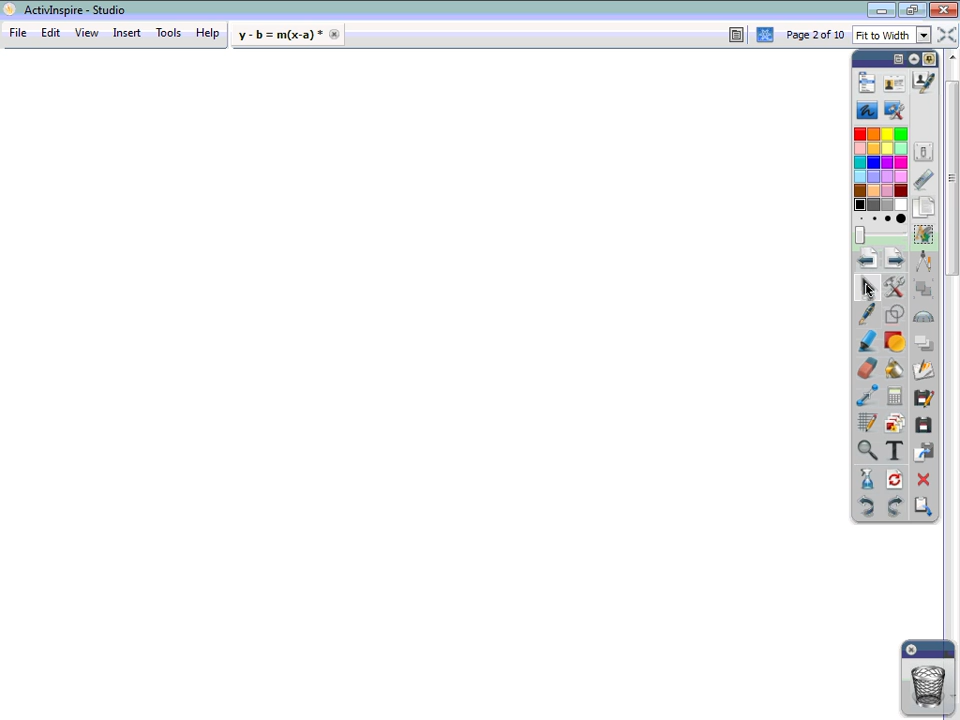 ActivInspire - Studio
File Edit View Insert Tools Help
y - b = m(x-a) *
Page 2 of 10
Fit to Width
T